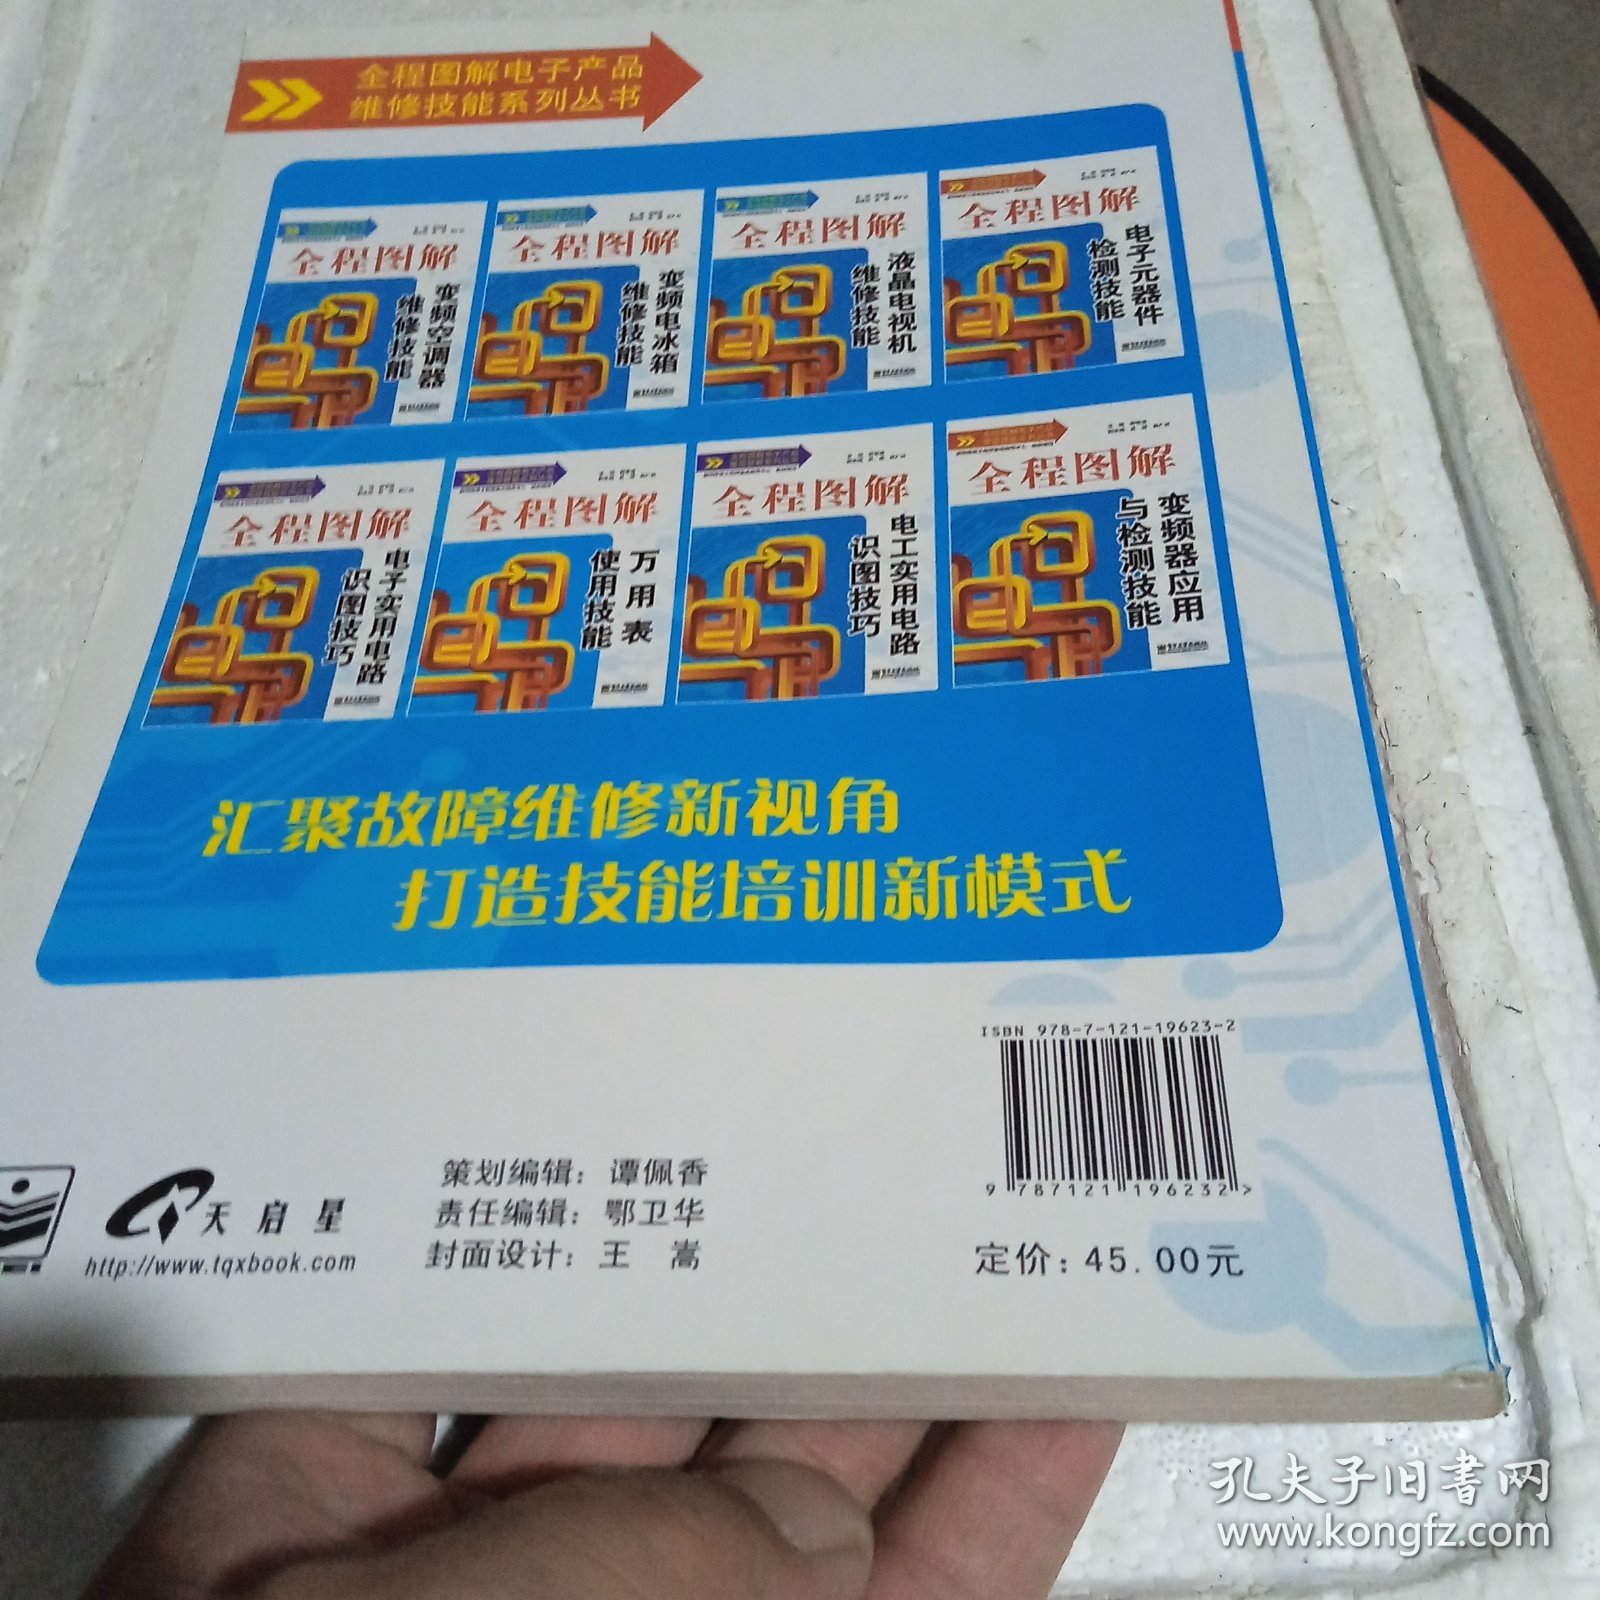 全程图解电子产品
维修技能系列丛书
全程图解
变频空调器
维修技能
全程图解
变频电冰箱
维修技能
全程图解
液晶电视机
维修技能
全程图解
电子元器件
检测技能
全程图解
电子实用电路
识图技巧
全程图解
万用表
使用技能
全程图解
电工实用电路
识图技巧
全程图解
变频器应用
与检测技能
汇聚故障维修新视角
打造技能培训新模式
ISBN 978-7-121-19623-2
9 787121 196232 >
定价: 45.00元
策划编辑: 谭佩香
责任编辑: 鄂卫华
封面设计: 王 嵩
天启星
http://www.tqxbook.com
孔夫子旧书网
www.kongfz.com